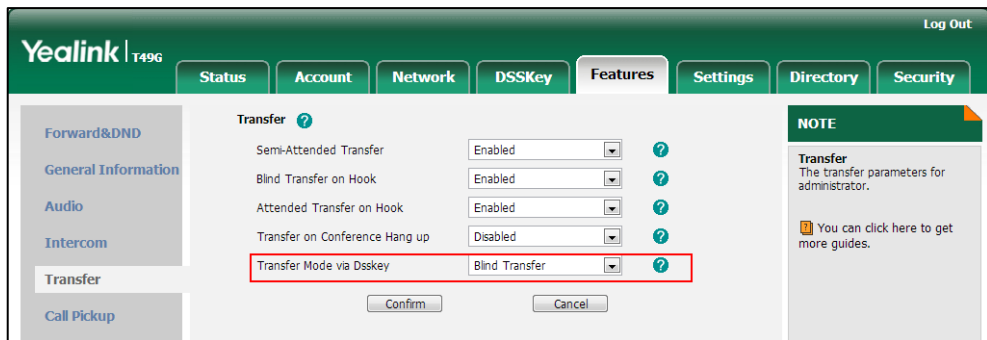 Log Out
Yealink T49G
Status Account Network DSSKey Features Settings Directory Security
Forward&DND
General Information
Audio
Intercom
Transfer
Call Pickup
Transfer ?
Semi-Attended Transfer Enabled ?
Blind Transfer on Hook Enabled ?
Attended Transfer on Hook Enabled ?
Transfer on Conference Hang up Disabled ?
Transfer Mode via Dsskey Blind Transfer ?
Confirm Cancel
NOTE
Transfer
The transfer parameters for
administrator.
? You can click here to get
more guides.